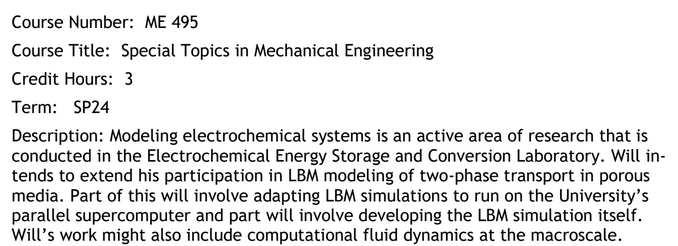 Course Number: ME 495
Course Title: Special Topics in Mechanical Engineering
Credit Hours: 3
Term: SP24
Description: Modeling electrochemical systems is an active area of research that is
conducted in the Electrochemical Energy Storage and Conversion Laboratory. Will in-
tends to extend his participation in LBM modeling of two-phase transport in porous
media. Part of this will involve adapting LBM simulations to run on the University’s
parallel supercomputer and part will involve developing the LBM simulation itself.
Will’s work might also include computational fluid dynamics at the macroscale.